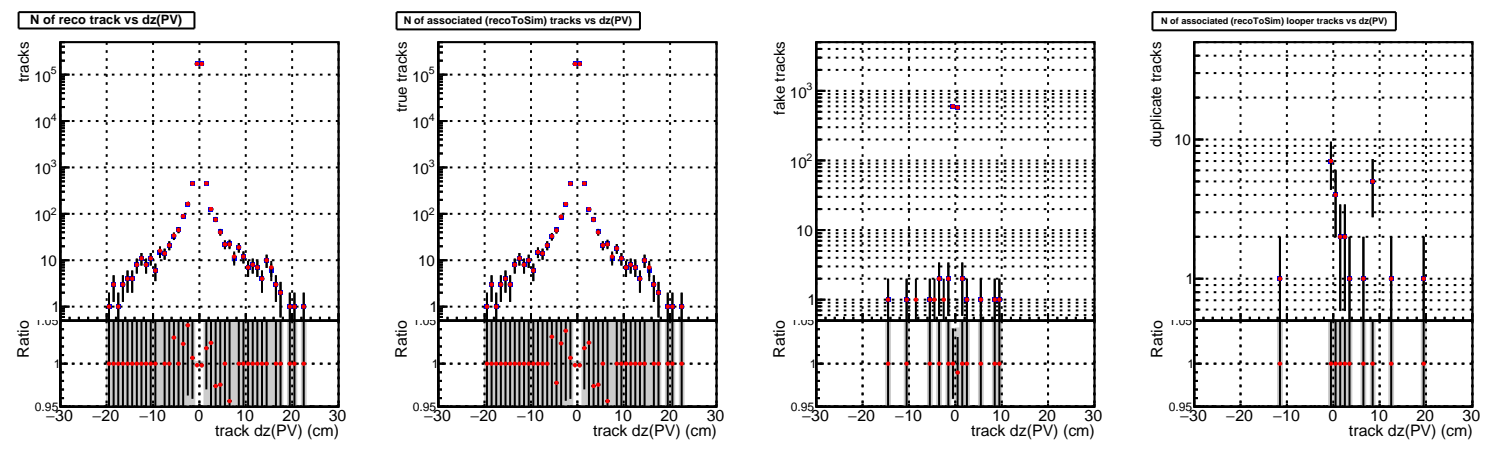 N of reco track vs dz(PV)
tracks
10^5
10^4
10^3
10^2
10
1
1.05
Ratio
1
0.95
−30 −20 −10 0 10 20 30
track dz(PV) (cm)
N of associated (recoToSim) tracks vs dz(PV)
true tracks
10^5
10^4
10^3
10^2
10
1
1.05
Ratio
1
0.95
−30 −20 −10 0 10 20 30
track dz(PV) (cm)
fake tracks
10^3
10^2
10
1
1.05
Ratio
1
0.95
−30 −20 −10 0 10 20 30
track dz(PV) (cm)
N of associated (recoToSim) looper tracks vs dz(PV)
duplicate tracks
10
1
1.05
Ratio
1
0.95
−30 −20 −10 0 10 20 30
track dz(PV) (cm)